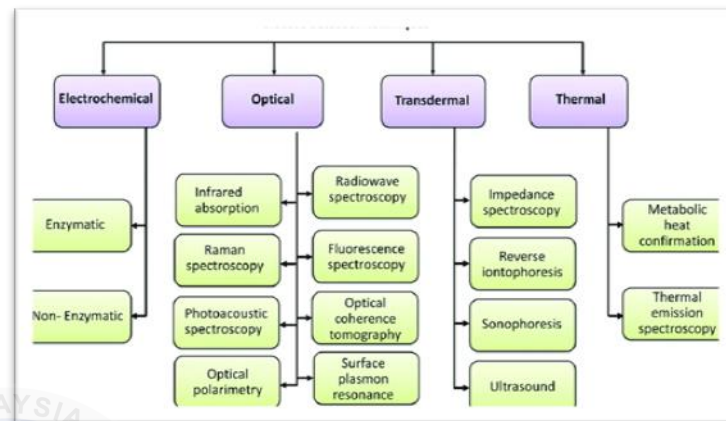 Electrochemical
Optical
Transdermal
Thermal
Enzymatic
Non- Enzymatic
Infrared
absorption
Raman
spectroscopy
Photoacoustic
spectroscopy
Optical
polarimetry
Radiowave
spectroscopy
Fluorescence
spectroscopy
Optical
coherence
tomography
Surface
plasmon
resonance
Impedance
spectroscopy
Reverse
iontophoresis
Sonophoresis
Ultrasound
Metabolic
heat
confirmation
Thermal
emission
spectroscopy
AYSIA